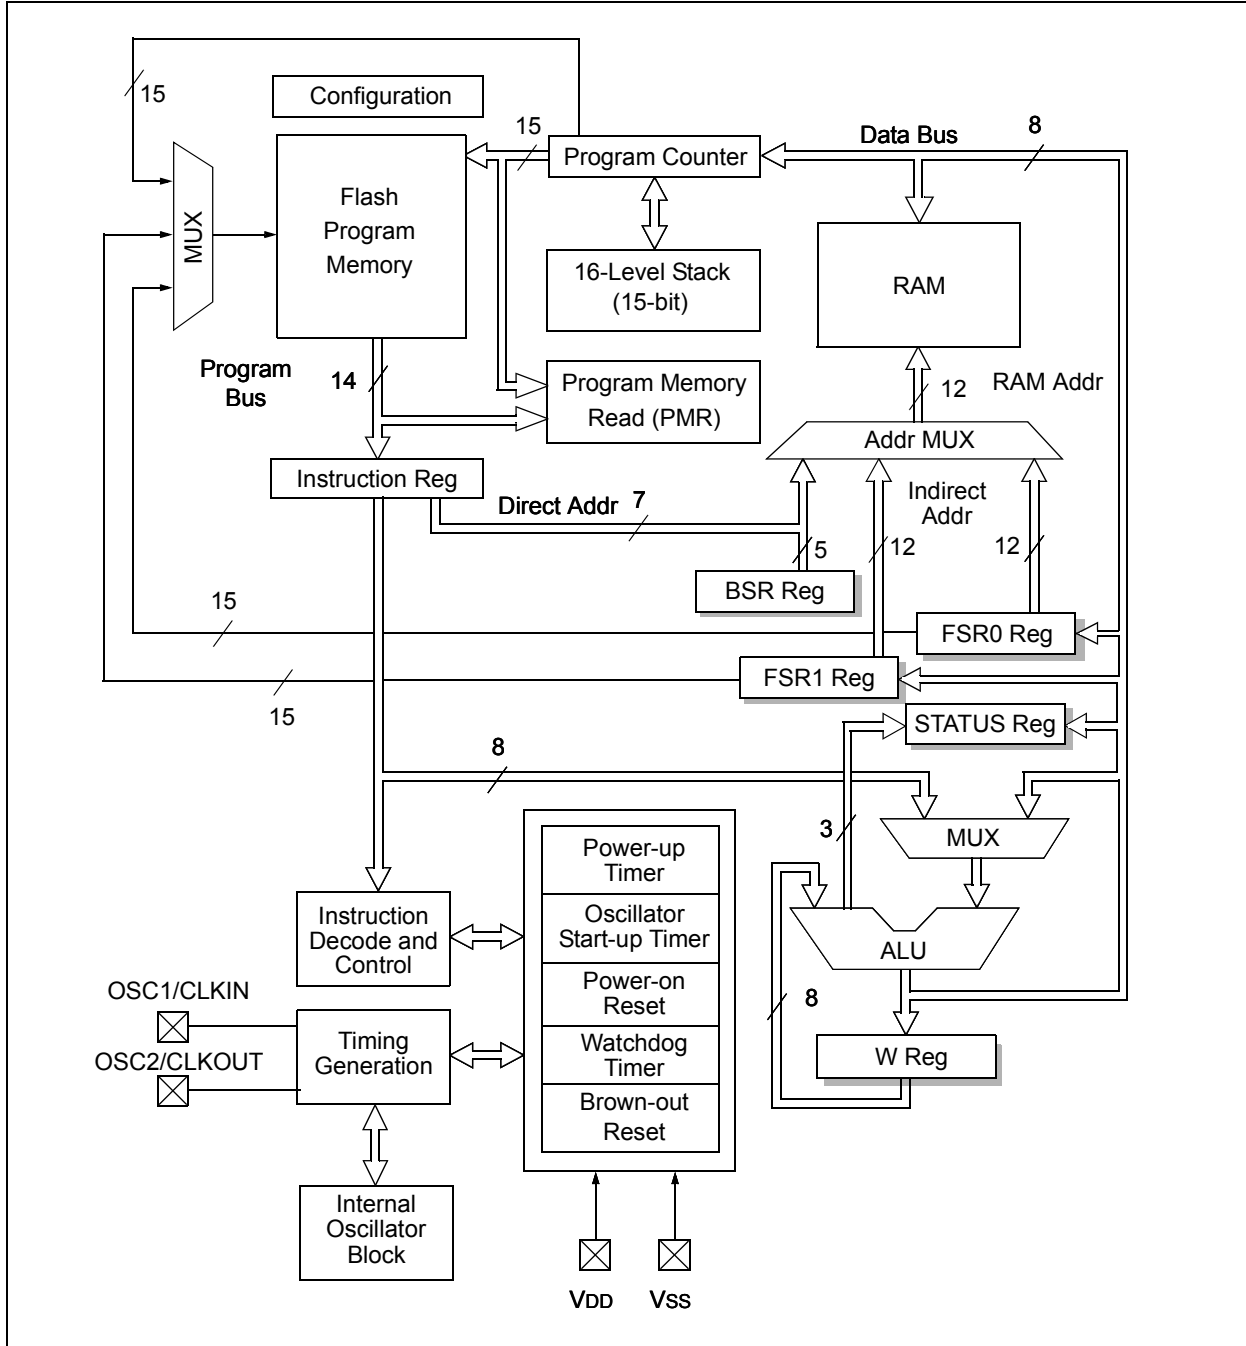 15
Configuration
15
Program Counter
Data Bus
8
MUX
Flash
Program
Memory
16-Level Stack
(15-bit)
RAM
Program
Bus
14
Program Memory
Read (PMR)
12
RAM Addr
Addr MUX
Instruction Reg
Direct Addr
7
Indirect
Addr
5
12
12
BSR Reg
15
FSR0 Reg
FSR1 Reg
15
STATUS Reg
8
3
MUX
Power-up
Timer
Oscillator
Start-up Timer
Power-on
Reset
Watchdog
Timer
Brown-out
Reset
Instruction
Decode and
Control
ALU
OSC1/CLKIN
8
Timing
Generation
OSC2/CLKOUT
W Reg
Internal
Oscillator
Block
VDD
VSS